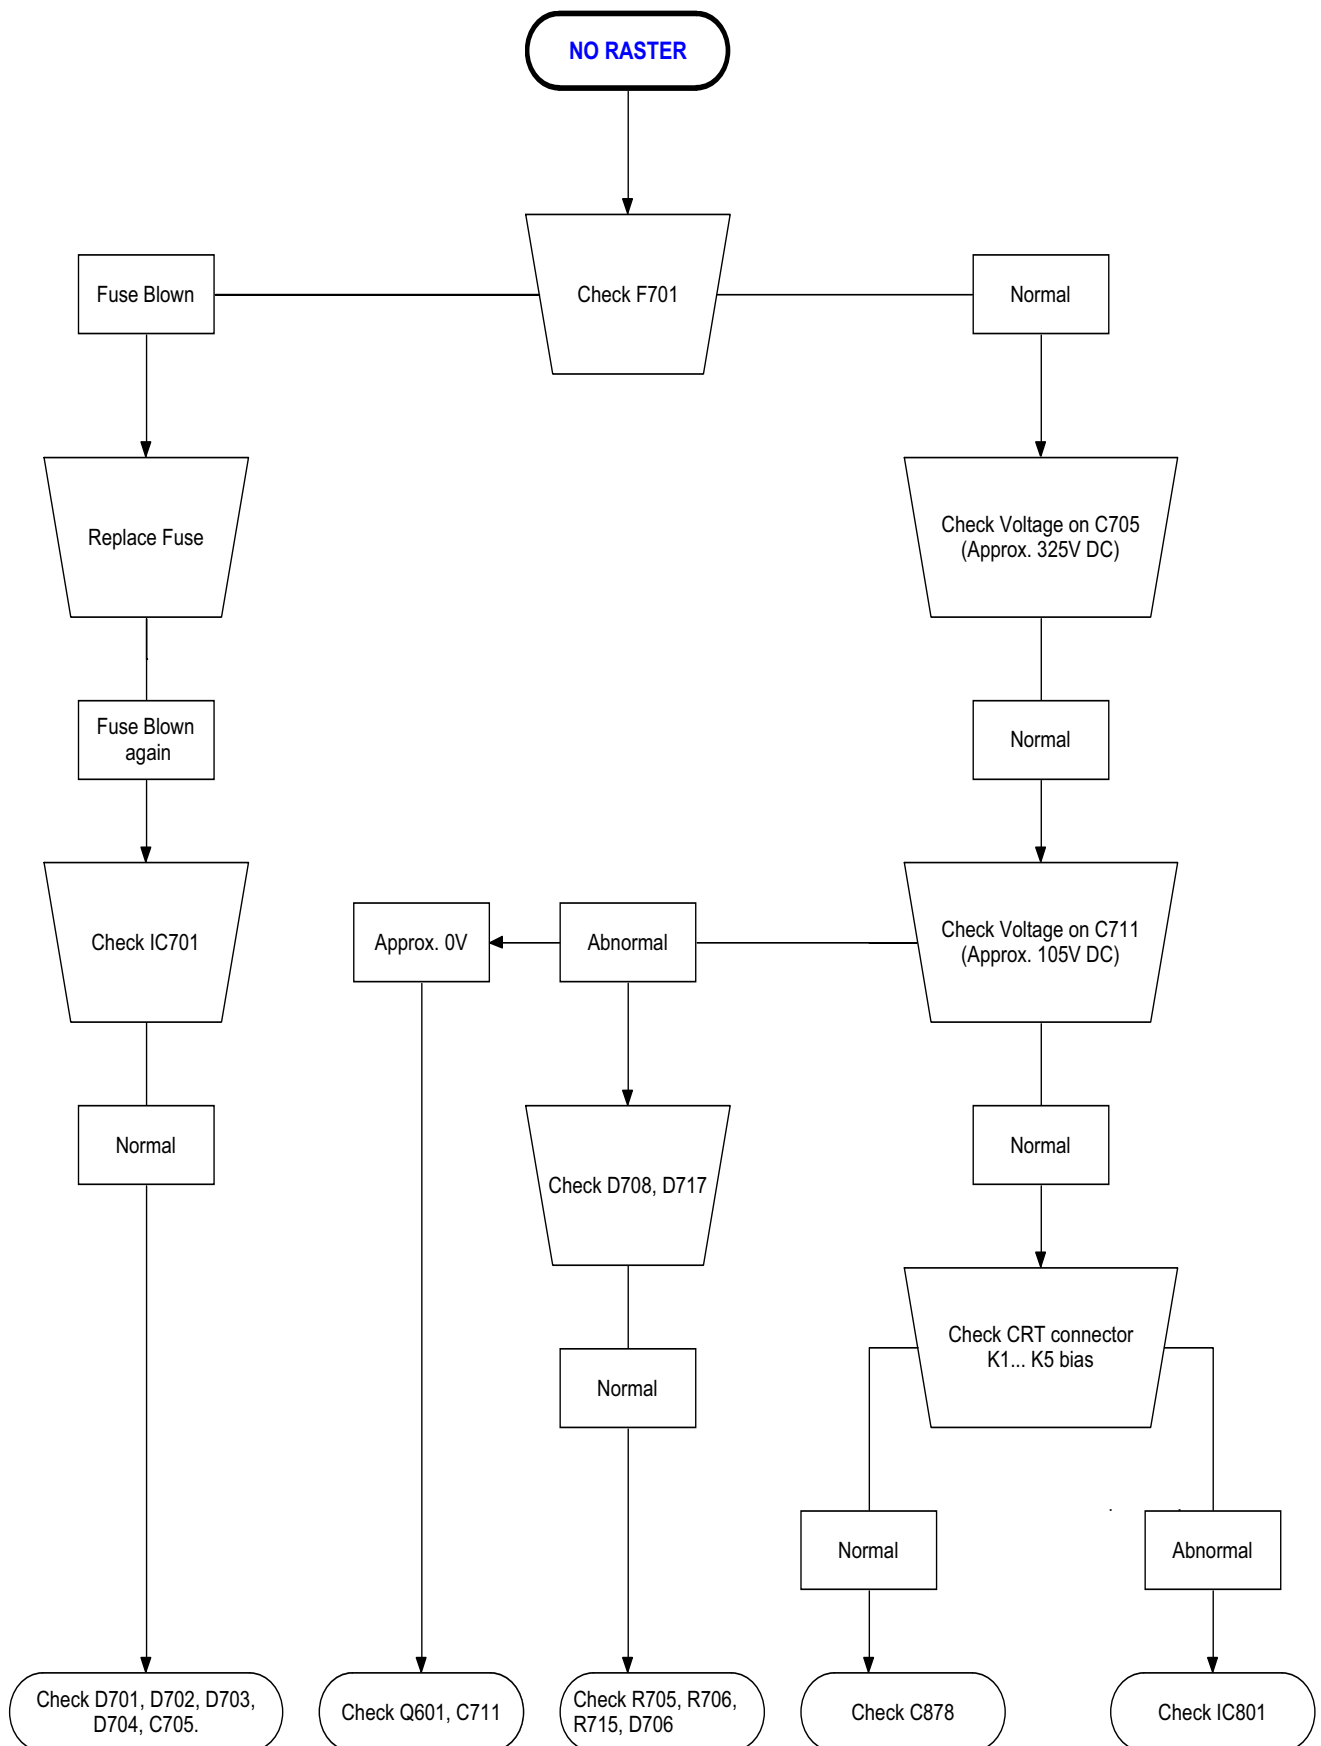 NO RASTER
Fuse Blown
Check F701
Normal
Replace Fuse
Check Voltage on C705
(Approx. 325V DC)
Fuse Blown
again
Normal
Check IC701
Approx. 0V
Abnormal
Check Voltage on C711
(Approx. 105V DC)
Normal
Check D708, D717
Normal
Check CRT connector
K1... K5 bias
Normal
Normal
Abnormal
Check D701, D702, D703,
D704, C705.
Check Q601, C711
Check R705, R706,
R715, D706
Check C878
Check IC801